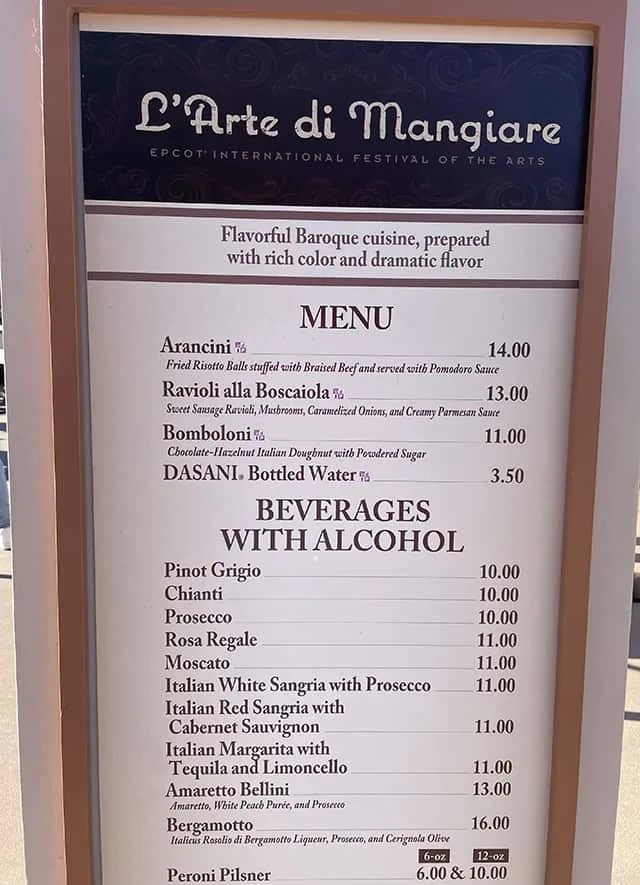 L'Arte di Mangiare
EPCOT® INTERNATIONAL FESTIVAL OF THE ARTS
Flavorful Baroque cuisine, prepared
with rich color and dramatic flavor
MENU
Arancini 14.00
Fried Risotto Balls stuffed with Braised Beef and served with Pomodoro Sauce
Ravioli alla Boscaiola 13.00
Sweet Sausage Ravioli, Mushrooms, Caramelized Onions, and Creamy Parmesan Sauce
Bomboloni 11.00
Chocolate-Hazelnut Italian Doughnut with Powdered Sugar
DASANI® Bottled Water 3.50
BEVERAGES
WITH ALCOHOL
Pinot Grigio 10.00
Chianti 10.00
Prosecco 10.00
Rosa Regale 11.00
Moscato 11.00
Italian White Sangria with Prosecco 11.00
Italian Red Sangria with
Cabernet Sauvignon 11.00
Italian Margarita with
Tequila and Limoncello 11.00
Amaretto Bellini 13.00
Amaretto, White Peach Purée, and Prosecco
Bergamotto 16.00
Italicus Rosolio di Bergamotto Liqueur, Prosecco, and Cerignola Olive
6-oz 12-oz
Peroni Pilsner 6.00 & 10.00